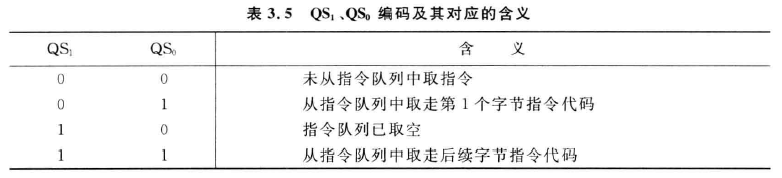 表 3.5 QS₁、QS₀ 编码及其对应的含义
QS₁ QS₀ 含 义
0 0 未从指令队列中取指令
0 1 从指令队列中取走第 1 个字节指令代码
1 0 指令队列已取空
1 1 从指令队列中取走后续字节指令代码